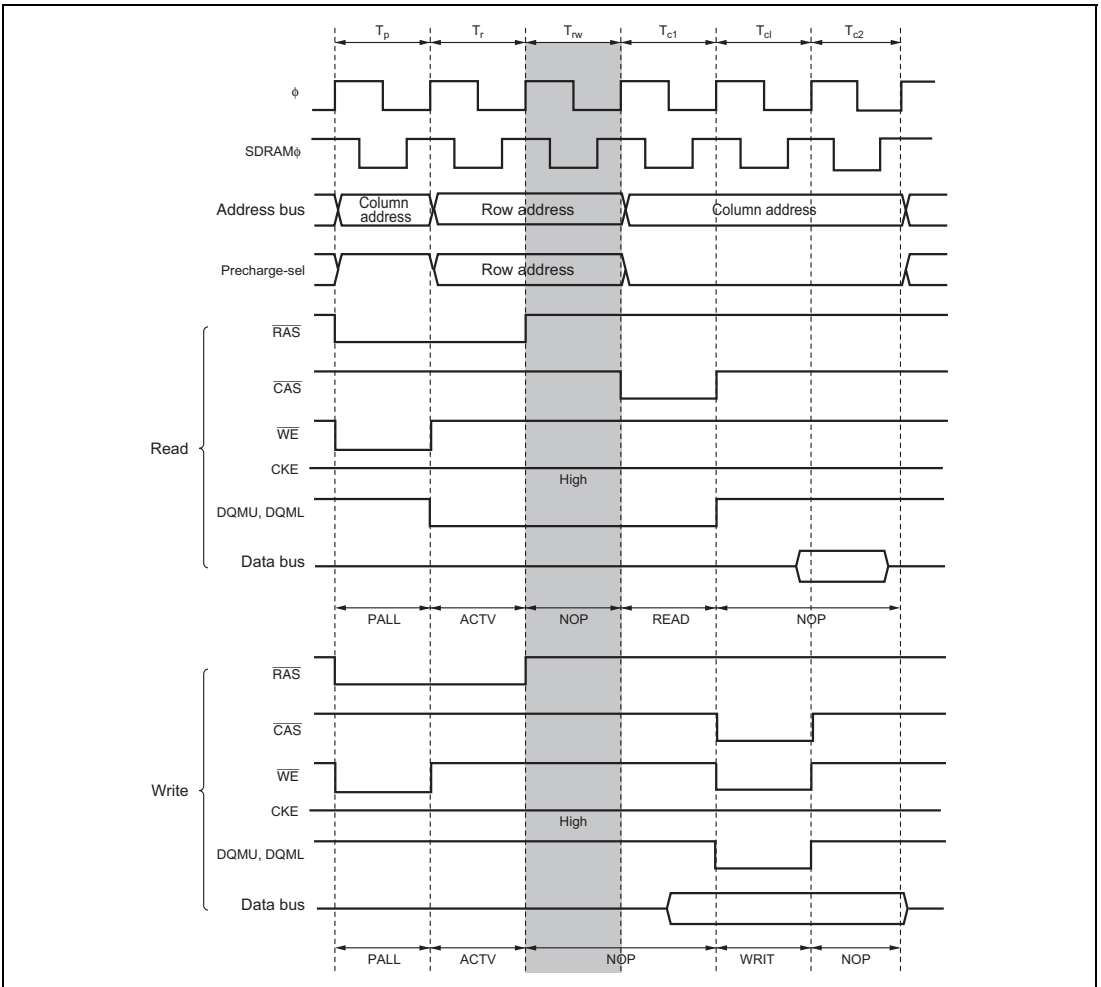 Tp Tr Trw Tc1 Tcl Tc2
ϕ
SDRAMϕ
Address bus Column address Row address Column address
Precharge-sel Row address
Read
RAS
CAS
WE
CKE High
DQMU, DQML
Data bus
PALL ACTV NOP READ NOP
Write
RAS
CAS
WE
CKE High
DQMU, DQML
Data bus
PALL ACTV NOP WRIT NOP